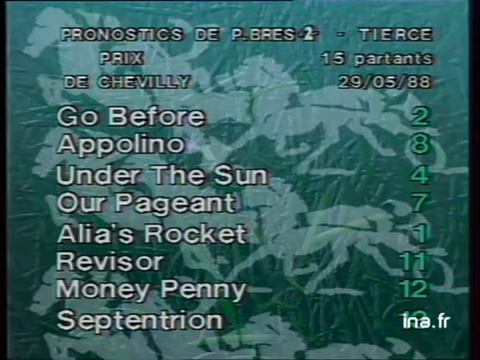 PRONOSTICS DE P.BRES-2 - TIERCE
PRIX 15 partants
DE CHEVILLY 29/05/88
Go Before 2
Appolino 8
Under The Sun 4
Our Pageant 7
Alia's Rocket 1
Revisor 11
Money Penny 12
Septentrion
ina.fr